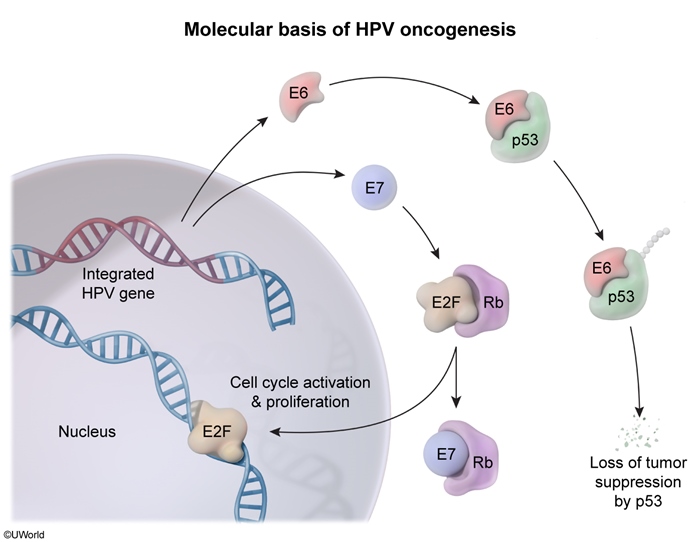 Molecular basis of HPV oncogenesis
E6
E6
p53
E7
Integrated
HPV gene
E2F
Rb
E6
p53
Cell cycle activation
& proliferation
Nucleus
E2F
E7
Rb
Loss of tumor
suppression
by p53
©UWorld